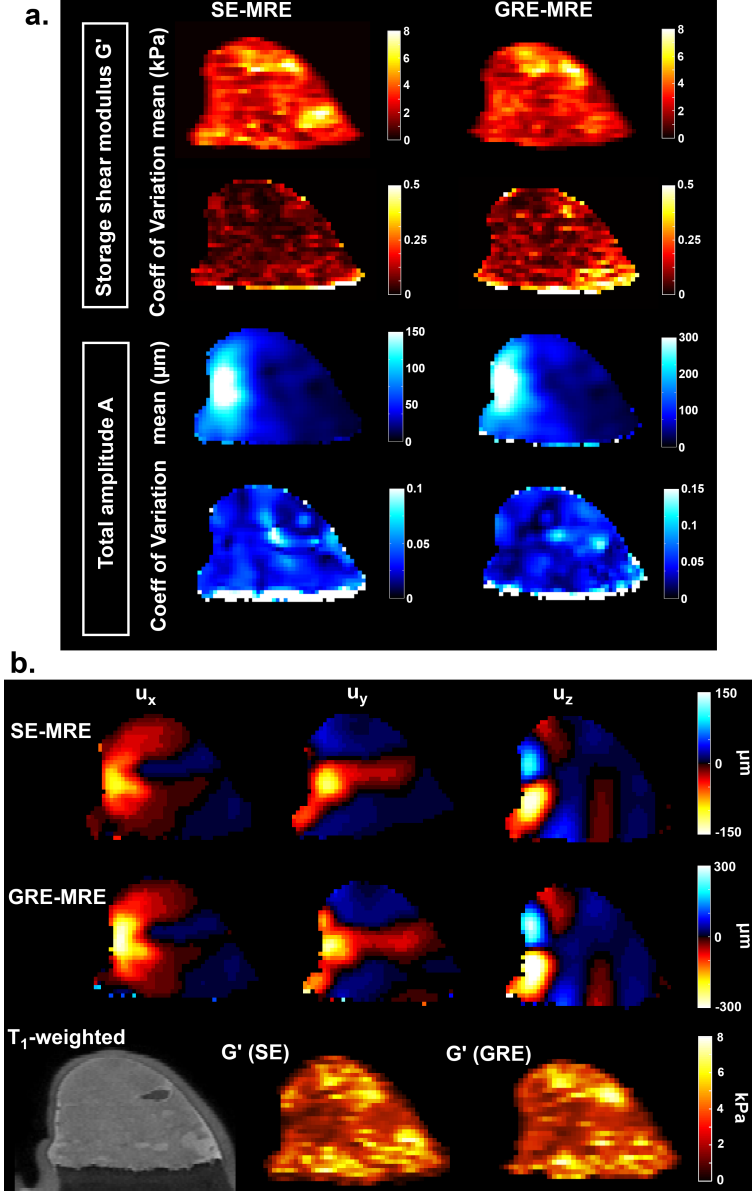 a.
SE-MRE
GRE-MRE
Storage shear modulus G'
mean (kPa)
8
6
4
2
0
8
6
4
2
0
Coeff of Variation
0.5
0.25
0
0.5
0.25
0
Total amplitude A
mean (µm)
150
100
50
0
300
200
100
0
Coeff of Variation
0.1
0.05
0
0.15
0.1
0.05
0
b.
ux
uy
uz
SE-MRE
150
0
-150
µm
GRE-MRE
300
0
-300
µm
T1-weighted
G' (SE)
G' (GRE)
8
6
4
2
0
kPa